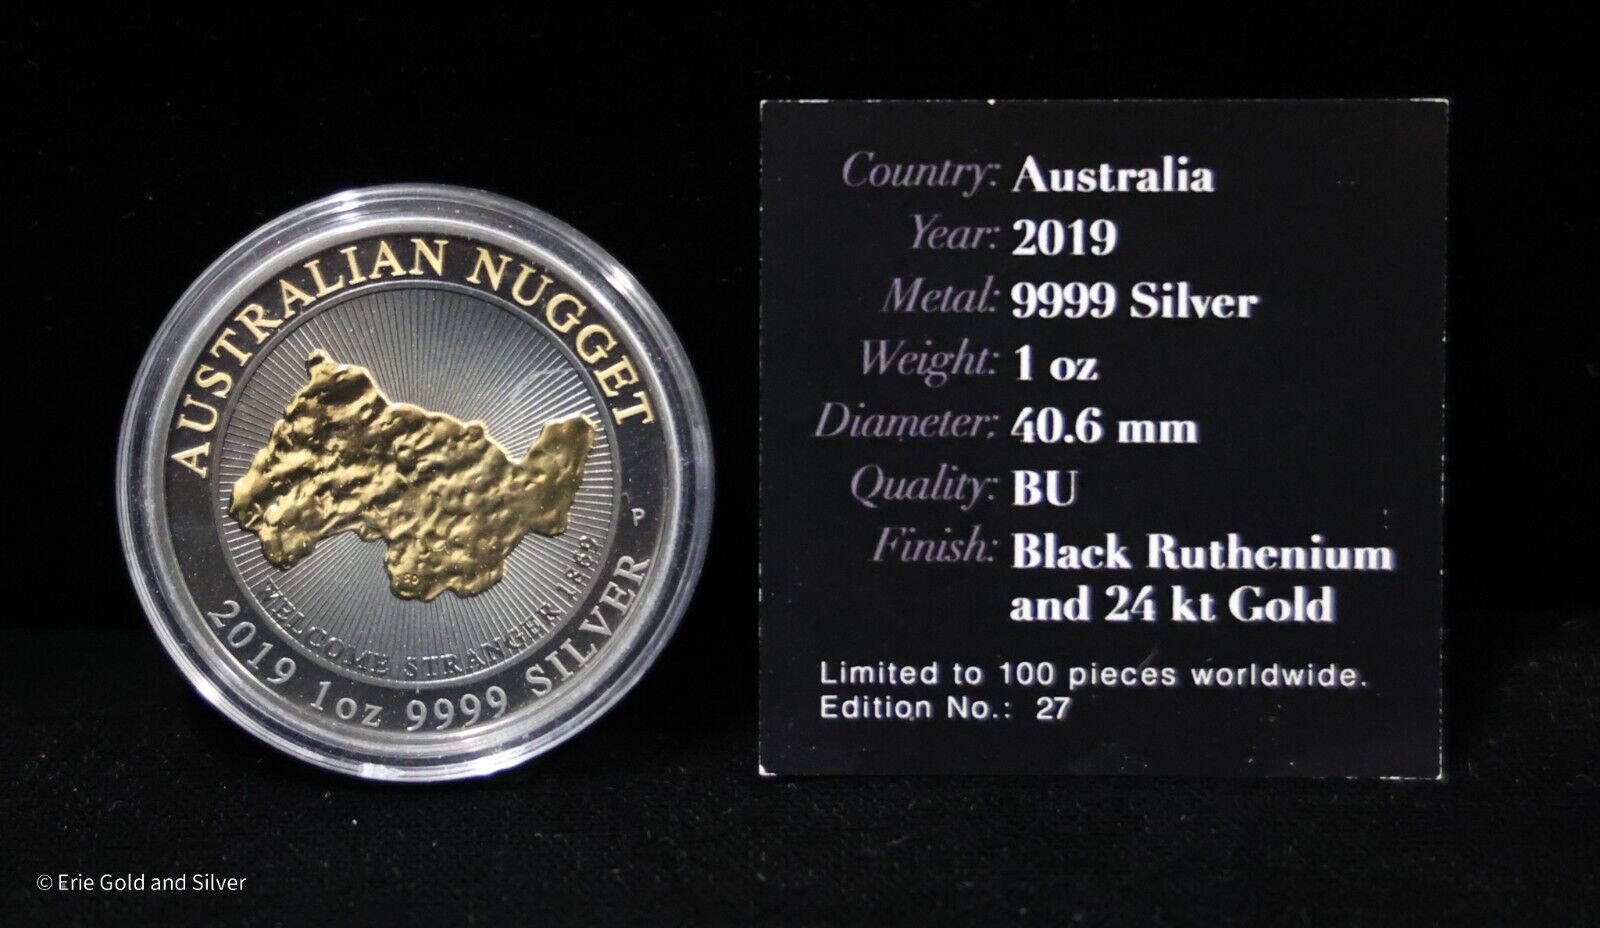 AUSTRALIAN NUGGET
P
WELCOME STRANGER 1869
2019 1oz 9999 SILVER
Country: Australia
Year: 2019
Metal: 9999 Silver
Weight: 1 oz
Diameter: 40.6 mm
Quality: BU
Finish: Black Ruthenium
and 24 kt Gold
Limited to 100 pieces worldwide.
Edition No.: 27
© Erie Gold and Silver